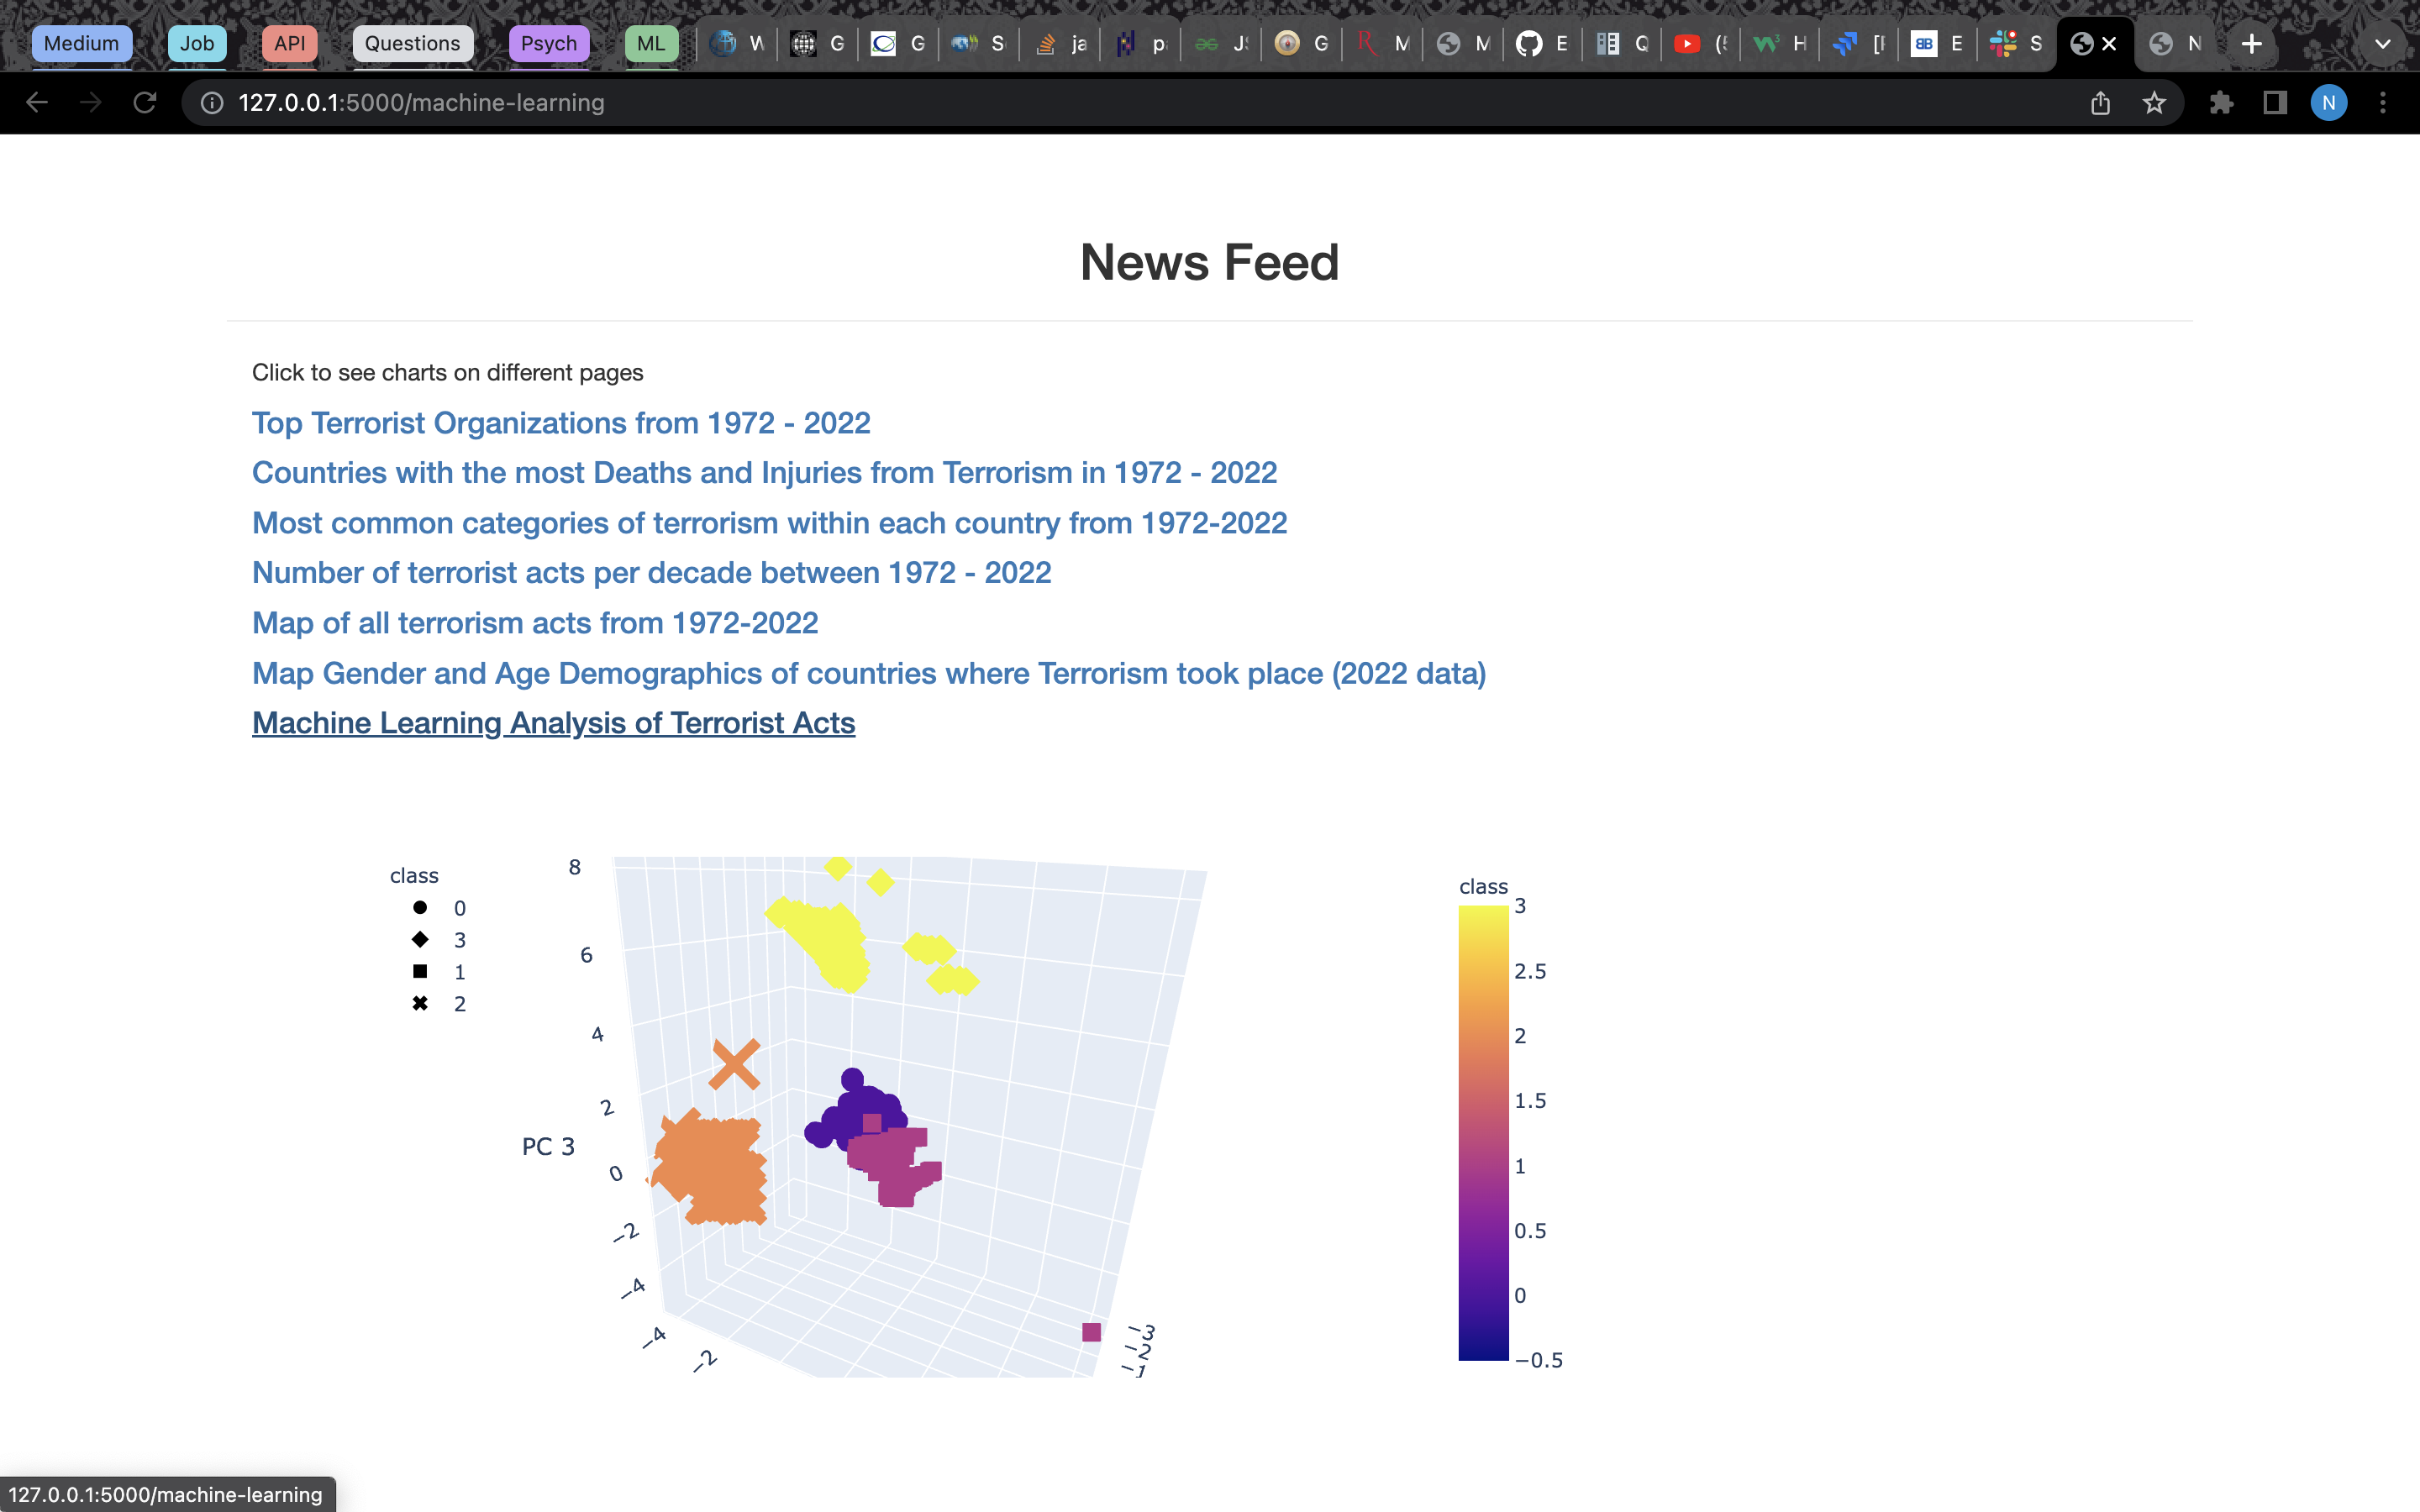 Medium Job API Questions Psych ML W G G S ja p J G M M E Q H E S N
127.0.0.1:5000/machine-learning N
News Feed
Click to see charts on different pages
Top Terrorist Organizations from 1972 - 2022
Countries with the most Deaths and Injuries from Terrorism in 1972 - 2022
Most common categories of terrorism within each country from 1972-2022
Number of terrorist acts per decade between 1972 - 2022
Map of all terrorism acts from 1972-2022
Map Gender and Age Demographics of countries where Terrorism took place (2022 data)
Machine Learning Analysis of Terrorist Acts
class
0
3
1
2
8
6
4
2
0
−2
−4
PC 3
−4
−2
−3
−2
−1
class
3
2.5
2
1.5
1
0.5
0
−0.5
127.0.0.1:5000/machine-learning